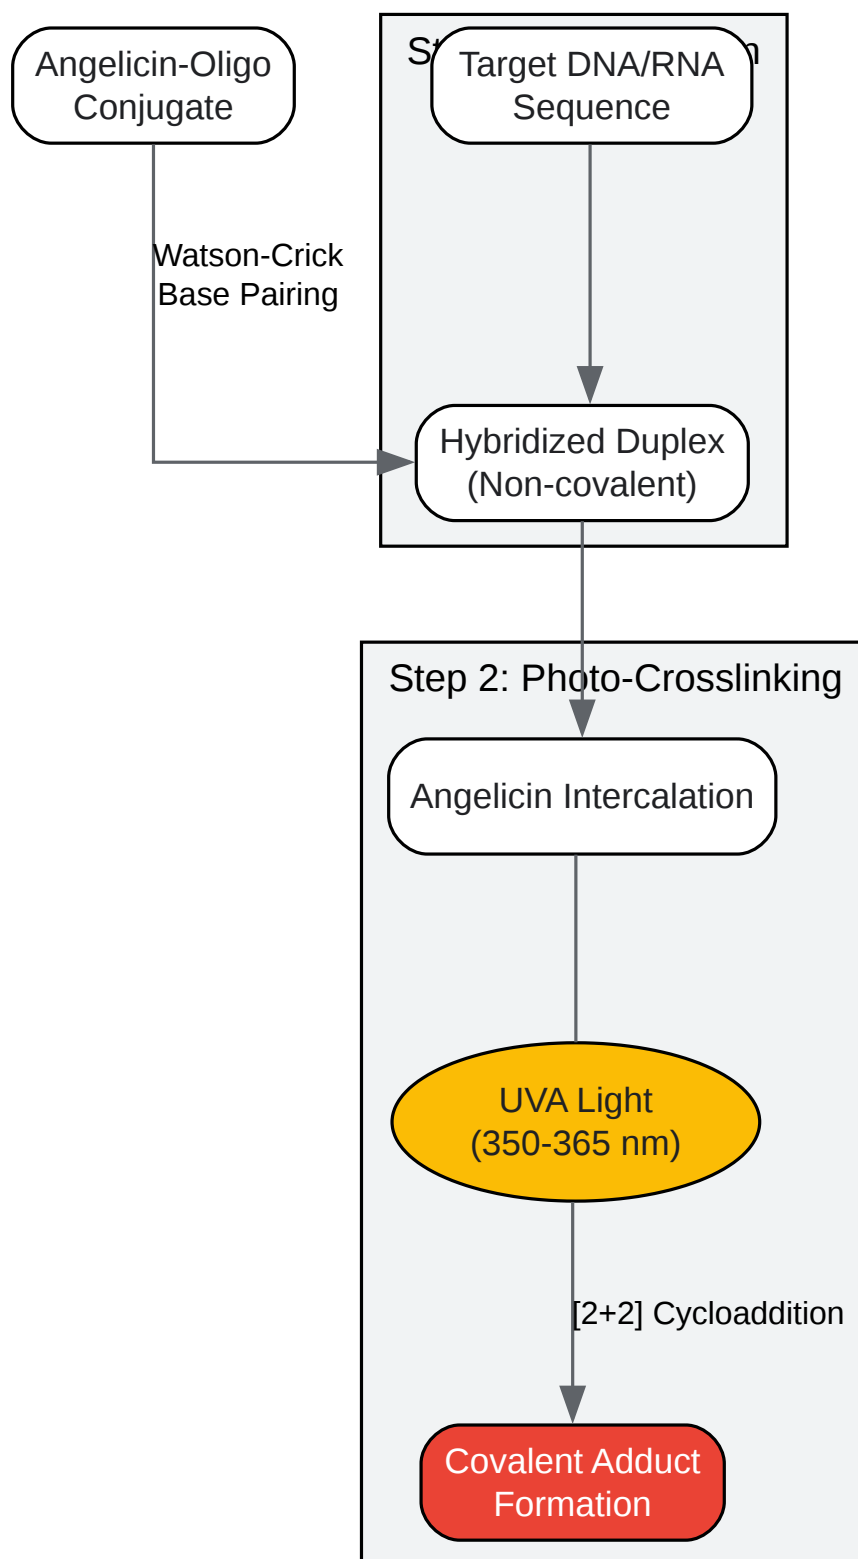 Angelicin-Oligo
Conjugate
Target DNA/RNA
Sequence
Watson-Crick
Base Pairing
Hybridized Duplex
(Non-covalent)
Step 2: Photo-Crosslinking
Angelicin Intercalation
UVA Light
(350-365 nm)
[2+2] Cycloaddition
Covalent Adduct
Formation